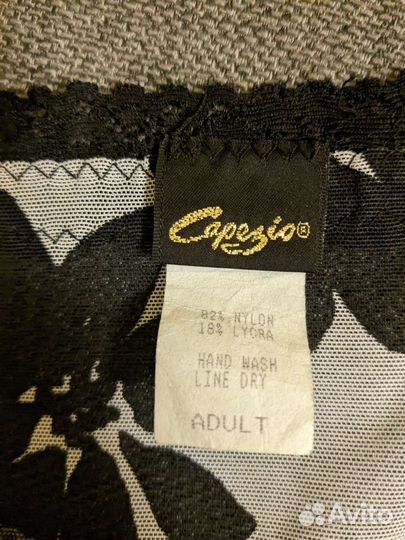 Capezio®
82% NYLON
18% LYCRA
HAND WASH
LINE DRY
ADULT
Avito